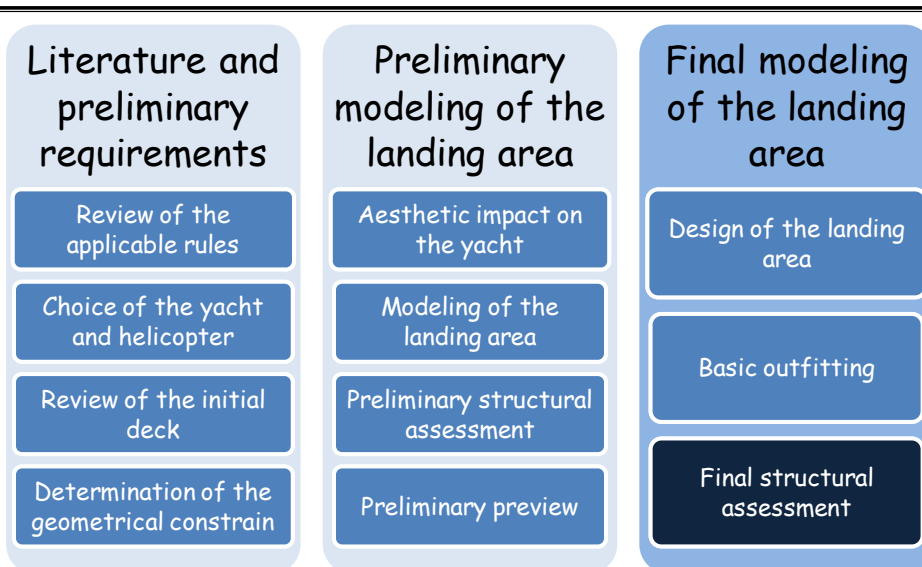 Literature and
preliminary
requirements
Review of the
applicable rules
Choice of the yacht
and helicopter
Review of the initial
deck
Determination of the
geometrical constrain
Preliminary
modeling of the
landing area
Aesthetic impact on
the yacht
Modeling of the
landing area
Preliminary structural
assessment
Preliminary preview
Final modeling
of the landing
area
Design of the landing
area
Basic outfitting
Final structural
assessment